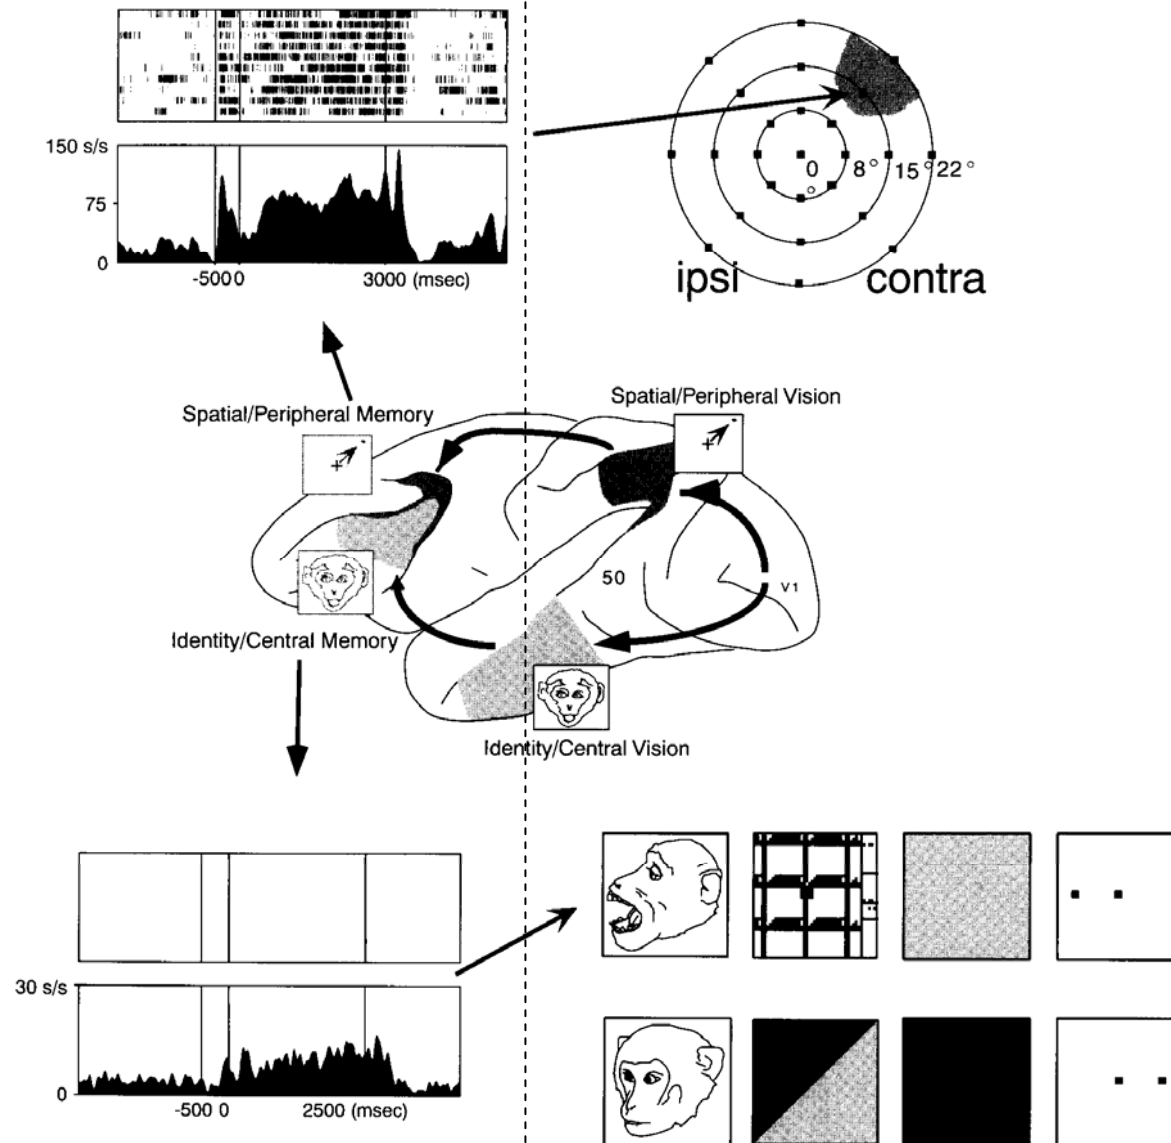 150 s/s
75
0
-5000 0
3000 (msec)
0
°
8°
15°
22°
ipsi
contra
Spatial/Peripheral Memory
Spatial/Peripheral Vision
50
V1
Identity/Central Memory
Identity/Central Vision
30 s/s
0
-500 0
2500 (msec)